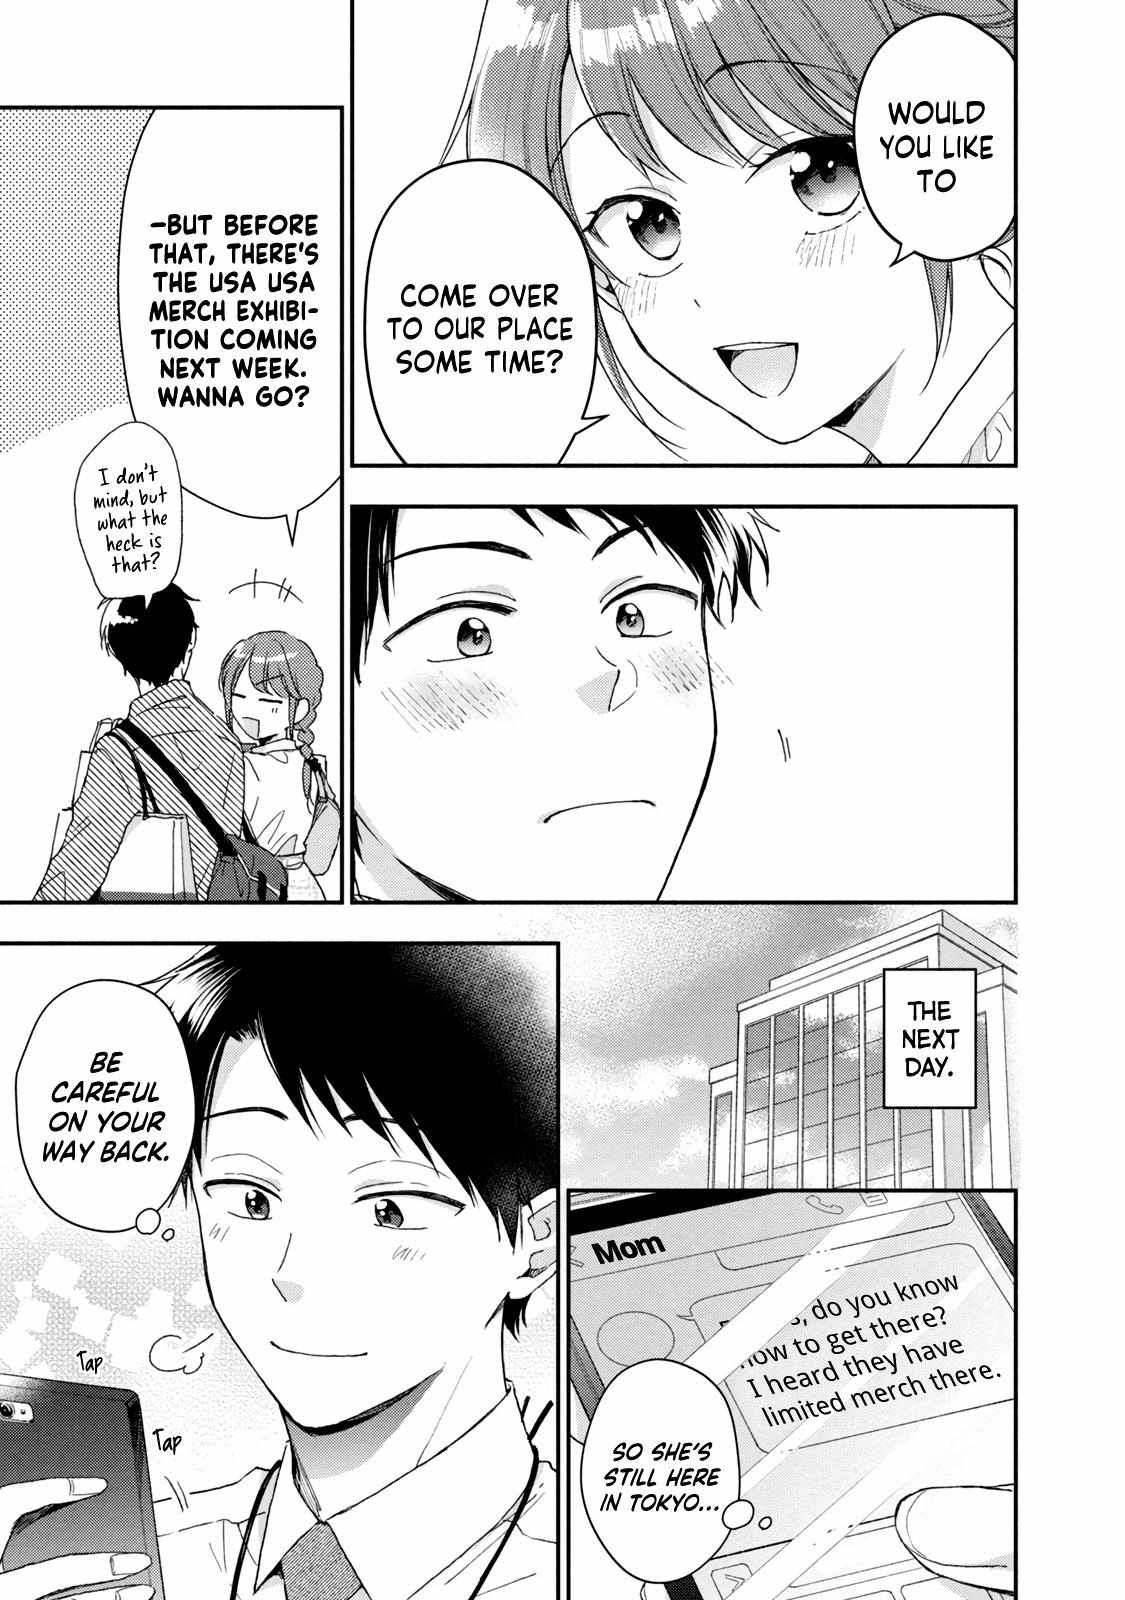 WOULD
YOU LIKE
TO
COME OVER
TO OUR PLACE
SOME TIME?
-BUT BEFORE
THAT, THERE'S
THE USA USA
MERCH EXHIBI-
TION COMING
NEXT WEEK.
WANNA GO?
I don't
mind, but
what the
heck is
that?
THE
NEXT
DAY.
Mom
do you know
how to get there?
I heard they have
limited merch there.
SO SHE'S
STILL HERE
IN TOKYO...
BE
CAREFUL
ON YOUR
WAY BACK.
Tap
Tap